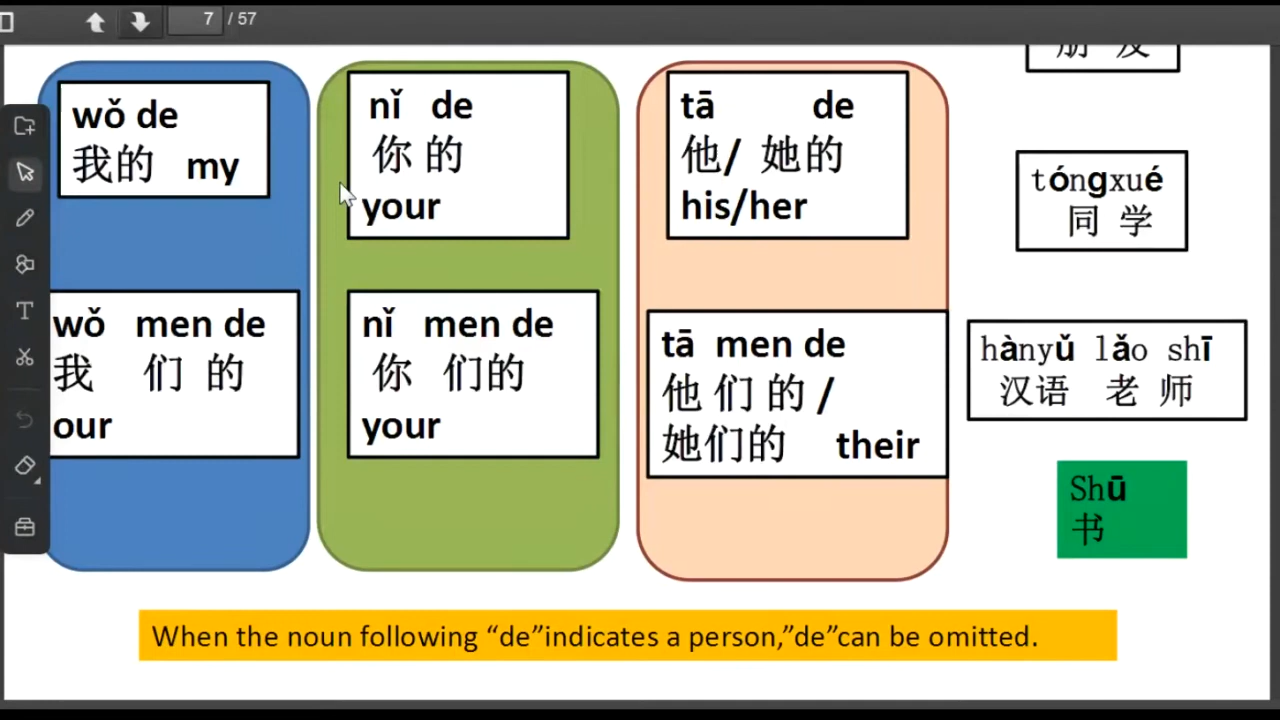 7 / 57
wǒ de
我的 my
nǐ de
你 的
your
tā de
他/ 她的
his/her
朋 友
tóngxué
同 学
wǒ men de
我 们 的
our
nǐ men de
你 们的
your
tā men de
他 们 的 /
她们的 their
hànyǔ lǎo shī
汉语 老 师
Shū
书
When the noun following “de”indicates a person,”de”can be omitted.
T